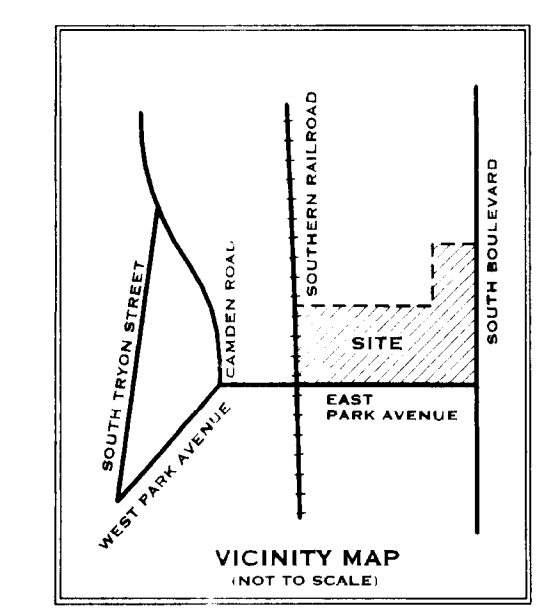 SOUTH TRYON STREET
WEST PARK AVENUE
CAMDEN ROAD
SOUTHERN RAILROAD
SITE
SOUTH BOULEVARD
EAST
PARK AVENUE
VICINITY MAP
(NOT TO SCALE)